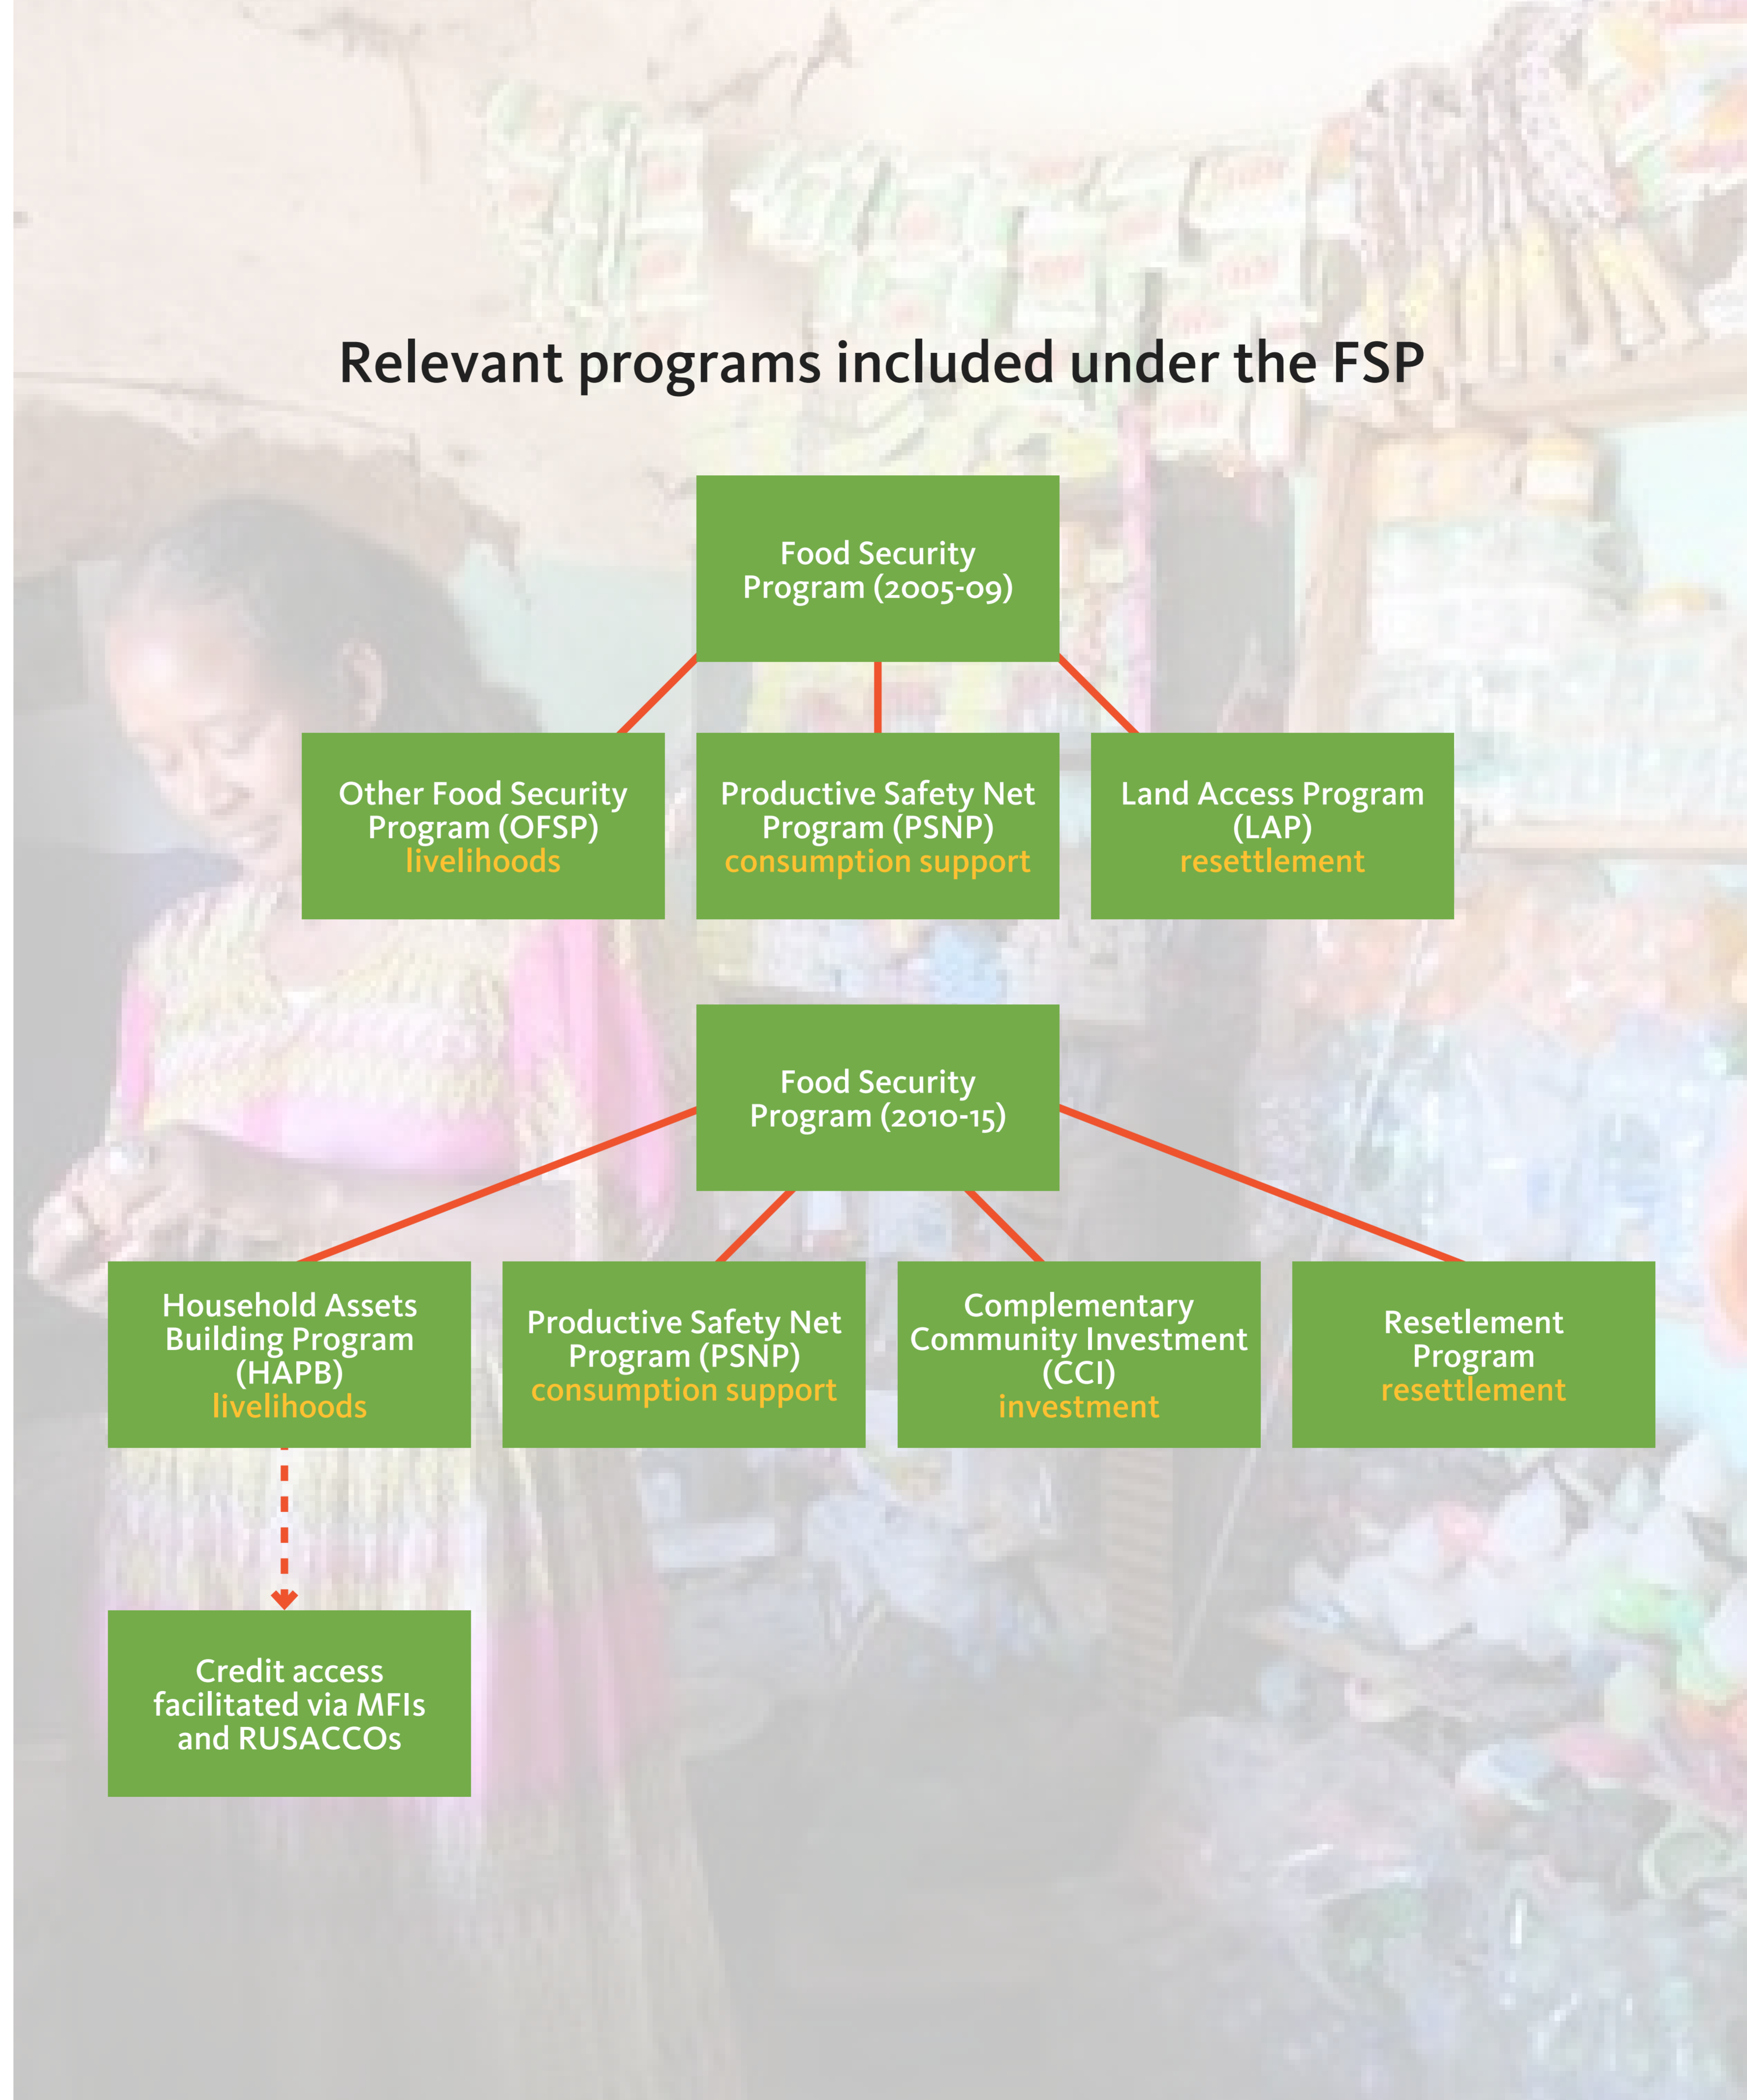 Relevant programs included under the FSP
Food Security
Program (2005-09)
Other Food Security
Program (OFSP)
livelihoods
Productive Safety Net
Program (PSNP)
consumption support
Land Access Program
(LAP)
resettlement
Food Security
Program (2010-15)
Household Assets
Building Program
(HAPB)
livelihoods
Productive Safety Net
Program (PSNP)
consumption support
Complementary
Community Investment
(CCI)
investment
Resetlement
Program
resettlement
Credit access
facilitated via MFIs
and RUSACCOs